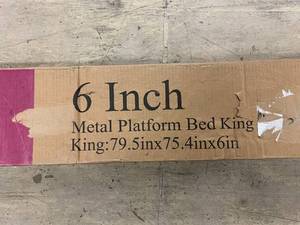 6 Inch
Metal Platform Bed King
King:79.5inx75.4inx6in